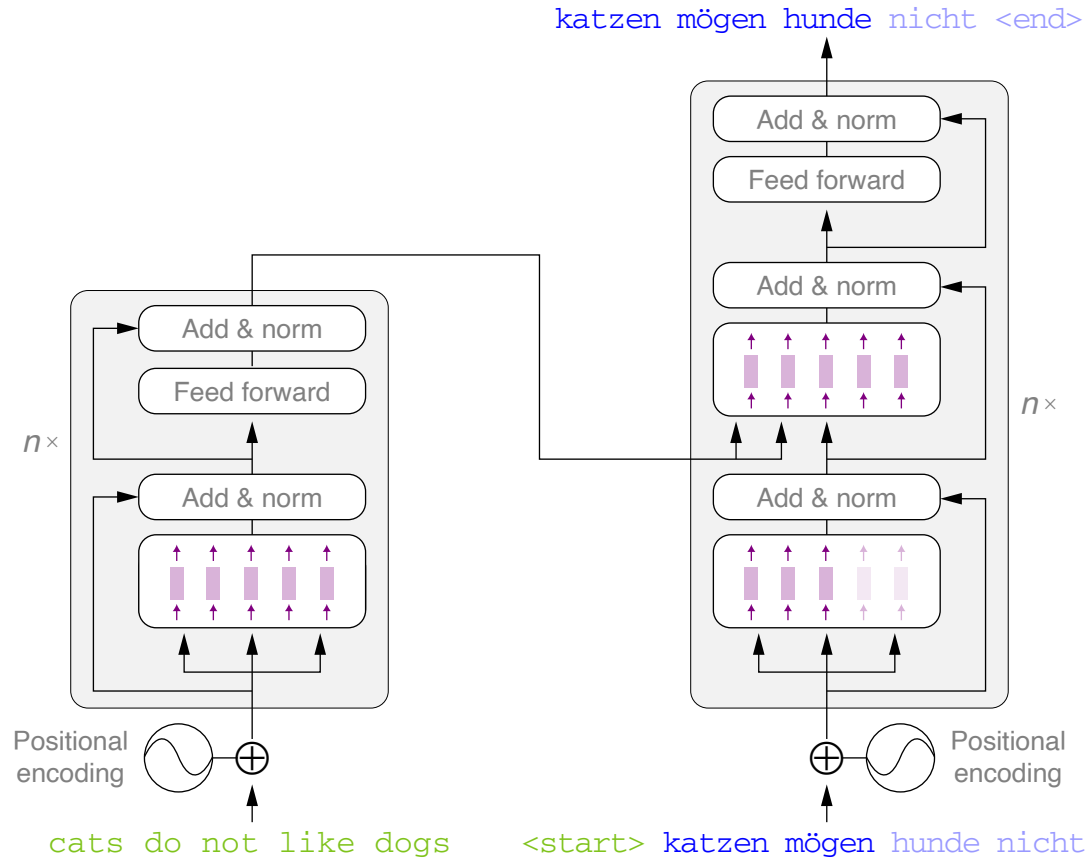 katzen mögen hunde nicht <end>
Add & norm
Feed forward
Add & norm
Add & norm
n×
Positional
encoding
<start> katzen mögen hunde nicht
Add & norm
Feed forward
n×
Add & norm
Positional
encoding
cats do not like dogs